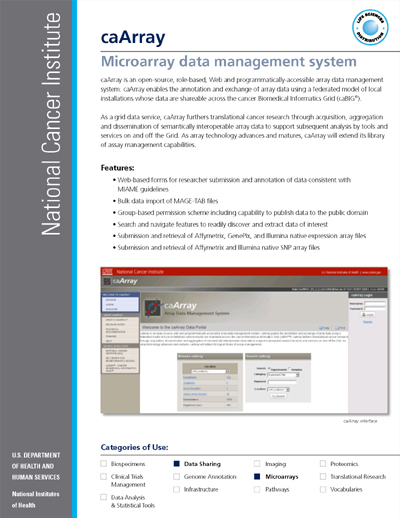 National Cancer Institute
LIFE SCIENCES
DISTRIBUTION
caArray
Microarray data management system
caArray is an open-source, role-based, Web and programmatically-accessible array data management
system. caArray enables the annotation and exchange of array data using a federated model of local
installations whose data are shareable across the cancer Biomedical Informatics Grid (caBIG®).
As a grid data service, caArray furthers translational cancer research through acquisition, aggregation
and dissemination of semantically interoperable array data to support subsequent analysis by tools and
services on and off the Grid. As array technology advances and matures, caArray will extend its library
of assay management capabilities.
Features:
• Web-based forms for researcher submission and annotation of data consistent with
MIAME guidelines
• Bulk data import of MAGE-TAB files
• Group-based permission scheme including capability to publish data to the public domain
• Search and navigate features to readily discover and extract data of interest
• Submission and retrieval of Affymetrix, GenePix, and Illumina native expression array files
• Submission and retrieval of Affymetrix and Illumina native SNP array files
National Cancer Institute
caArray
Array Data Management System
caArray Login
Welcome to the caArray Data Portal
caArray interface
Categories of Use:
Biospecimens
Data Sharing
Imaging
Proteomics
Clinical Trials
Management
Genome Annotation
Microarrays
Translational Research
Infrastructure
Pathways
Vocabularies
Data Analysis
& Statistical Tools
U.S. DEPARTMENT
OF HEALTH AND
HUMAN SERVICES
National Institutes
of Health